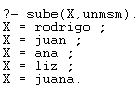 ?- sube(X,unmsm).
X = rodrigo ;
X = juan ;
X = ana ;
X = liz ;
X = juana.